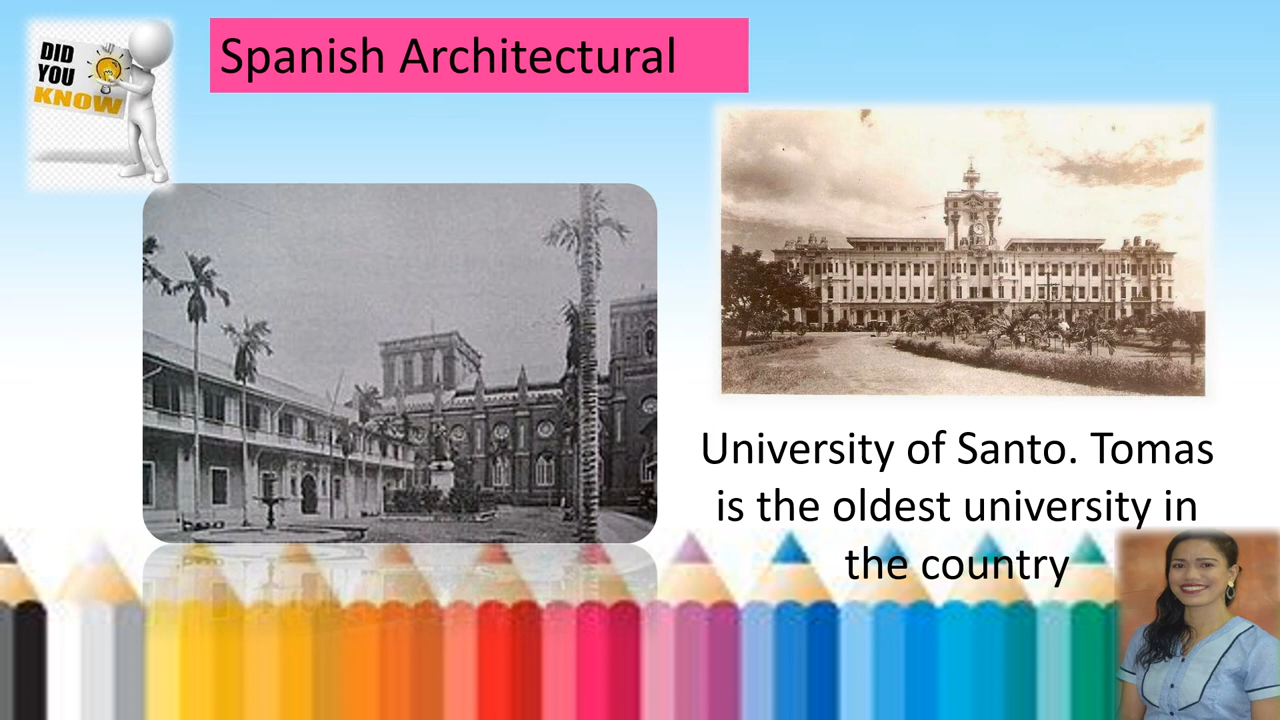 DID
YOU
KNOW
Spanish Architectural
University of Santo. Tomas
is the oldest university in
the country